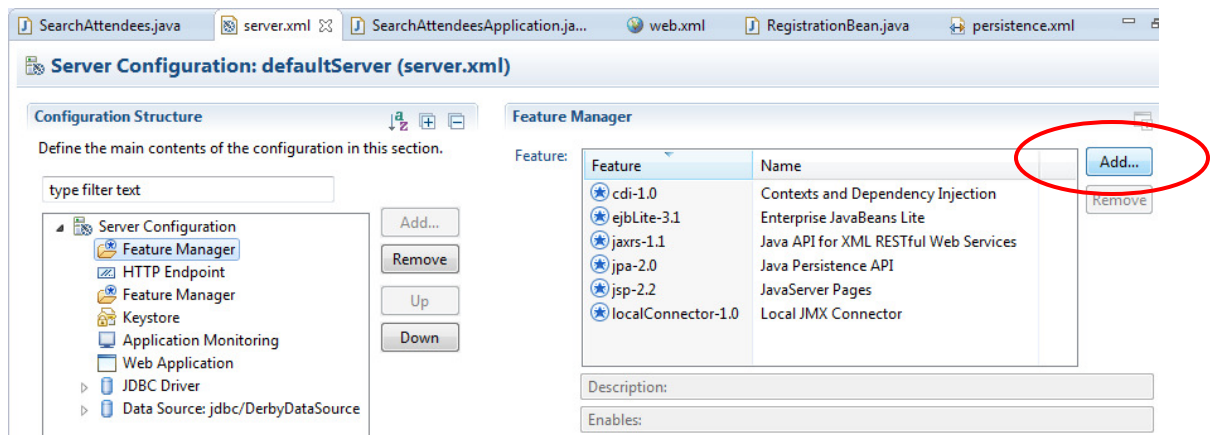 SearchAttendees.java server.xml SearchAttendeesApplication.ja... web.xml RegistrationBean.java persistence.xml
Server Configuration: defaultServer (server.xml)
Configuration Structure
Define the main contents of the configuration in this section.
type filter text
Server Configuration
Feature Manager
HTTP Endpoint
Feature Manager
Keystore
Application Monitoring
Web Application
JDBC Driver
Data Source: jdbc/DerbyDataSource
Add...
Remove
Up
Down
Feature Manager
Feature:
Feature Name
cdi-1.0 Contexts and Dependency Injection
ejbLite-3.1 Enterprise JavaBeans Lite
jaxrs-1.1 Java API for XML RESTful Web Services
jpa-2.0 Java Persistence API
jsp-2.2 JavaServer Pages
localConnector-1.0 Local JMX Connector
Add...
Remove
Description:
Enables: